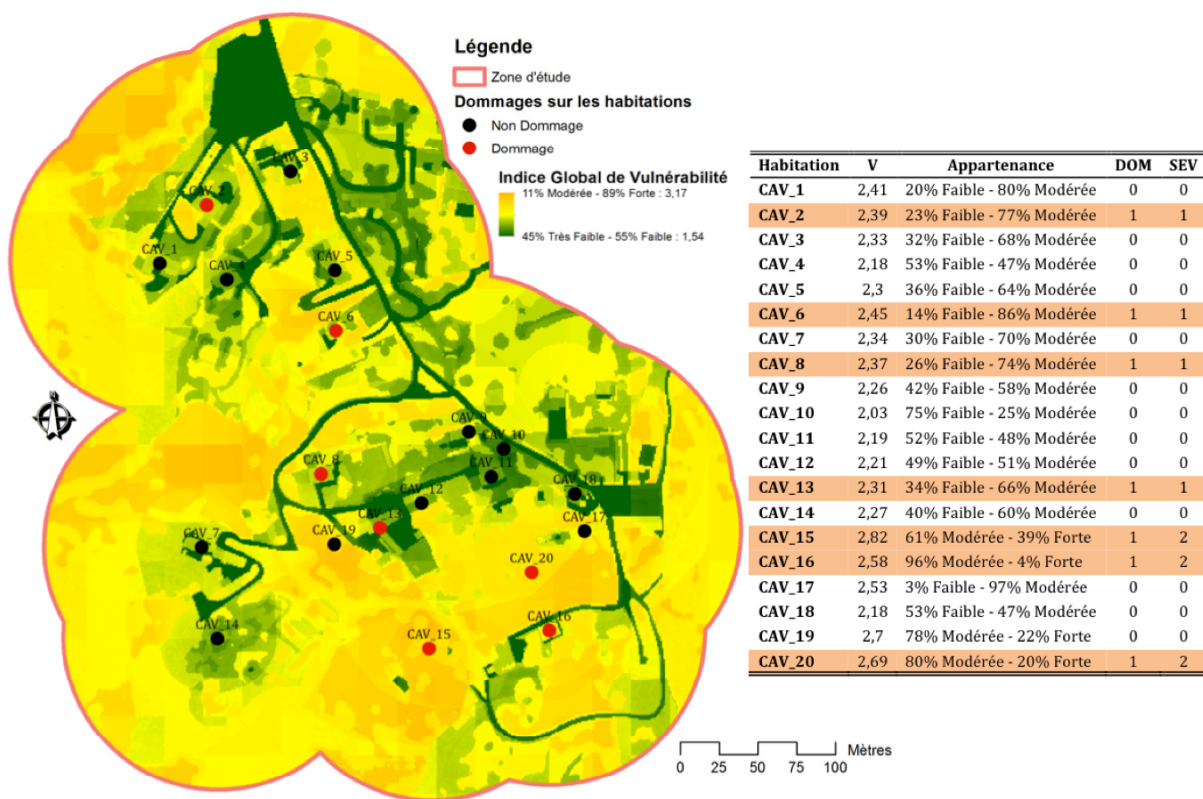 Légende
Zone d'étude
Dommages sur les habitations
Non Dommage
Dommage
Indice Global de Vulnérabilité
11% Modérée - 89% Forte : 3,17
45% Très Faible - 55% Faible : 1,54
CAV_3
CAV_2
CAV_1
CAV_4
CAV_5
CAV_6
CAV_9
CAV_10
CAV_8
CAV_11
CAV_12
CAV_18
CAV_13
CAV_17
CAV_19
CAV_7
CAV_20
CAV_16
CAV_14
CAV_15
Mètres
0 25 50 75 100
Habitation V Appartenance DOM SEV
CAV_1 2,41 20% Faible - 80% Modérée 0 0
CAV_2 2,39 23% Faible - 77% Modérée 1 1
CAV_3 2,33 32% Faible - 68% Modérée 0 0
CAV_4 2,18 53% Faible - 47% Modérée 0 0
CAV_5 2,3 36% Faible - 64% Modérée 0 0
CAV_6 2,45 14% Faible - 86% Modérée 1 1
CAV_7 2,34 30% Faible - 70% Modérée 0 0
CAV_8 2,37 26% Faible - 74% Modérée 1 1
CAV_9 2,26 42% Faible - 58% Modérée 0 0
CAV_10 2,03 75% Faible - 25% Modérée 0 0
CAV_11 2,19 52% Faible - 48% Modérée 0 0
CAV_12 2,21 49% Faible - 51% Modérée 0 0
CAV_13 2,31 34% Faible - 66% Modérée 1 1
CAV_14 2,27 40% Faible - 60% Modérée 0 0
CAV_15 2,82 61% Modérée - 39% Forte 1 2
CAV_16 2,58 96% Modérée - 4% Forte 1 2
CAV_17 2,53 3% Faible - 97% Modérée 0 0
CAV_18 2,18 53% Faible - 47% Modérée 0 0
CAV_19 2,7 78% Modérée - 22% Forte 0 0
CAV_20 2,69 80% Modérée - 20% Forte 1 2